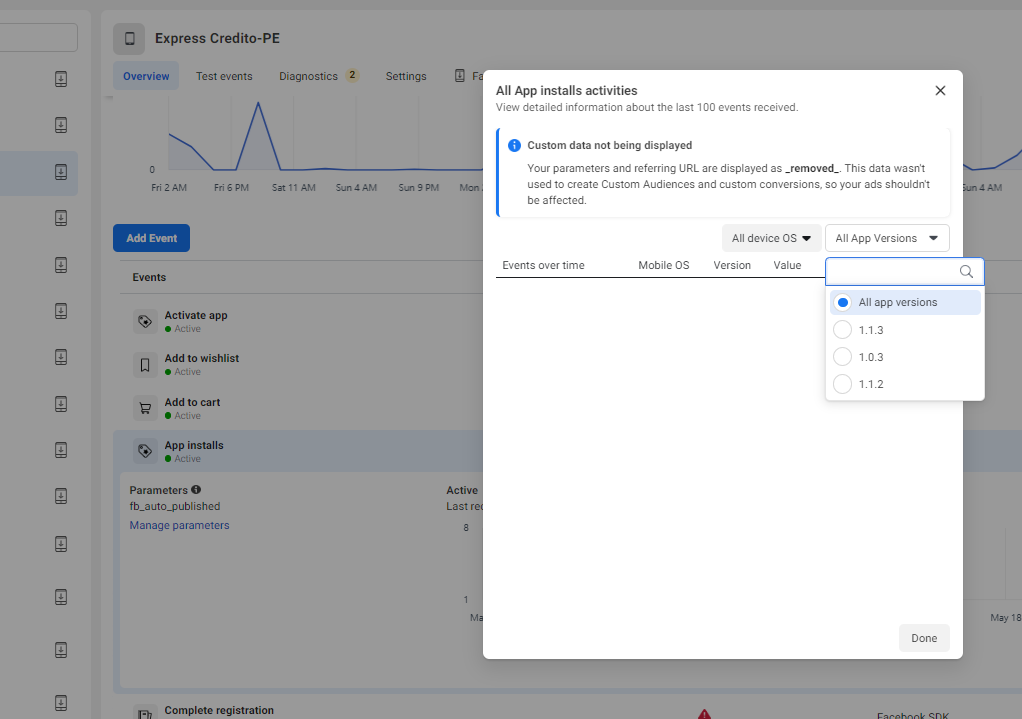 Express Credito-PE
Overview
Test events
Diagnostics 2
Settings
Fa
0
Fri 2 AM
Fri 6 PM
Sat 11 AM
Sun 4 AM
Sun 9 PM
Mon
Sun 4 AM
Add Event
Events
Activate app
Active
Add to wishlist
Active
Add to cart
Active
App installs
Active
Parameters
fb_auto_published
Manage parameters
Active
Last rec
8
1
Ma
May 18
Complete registration
Facebook SDK
All App installs activities
View detailed information about the last 100 events received.
Custom data not being displayed
Your parameters and referring URL are displayed as _removed_. This data wasn't
used to create Custom Audiences and custom conversions, so your ads shouldn't
be affected.
All device OS
All App Versions
Events over time
Mobile OS
Version
Value
All app versions
1.1.3
1.0.3
1.1.2
Done